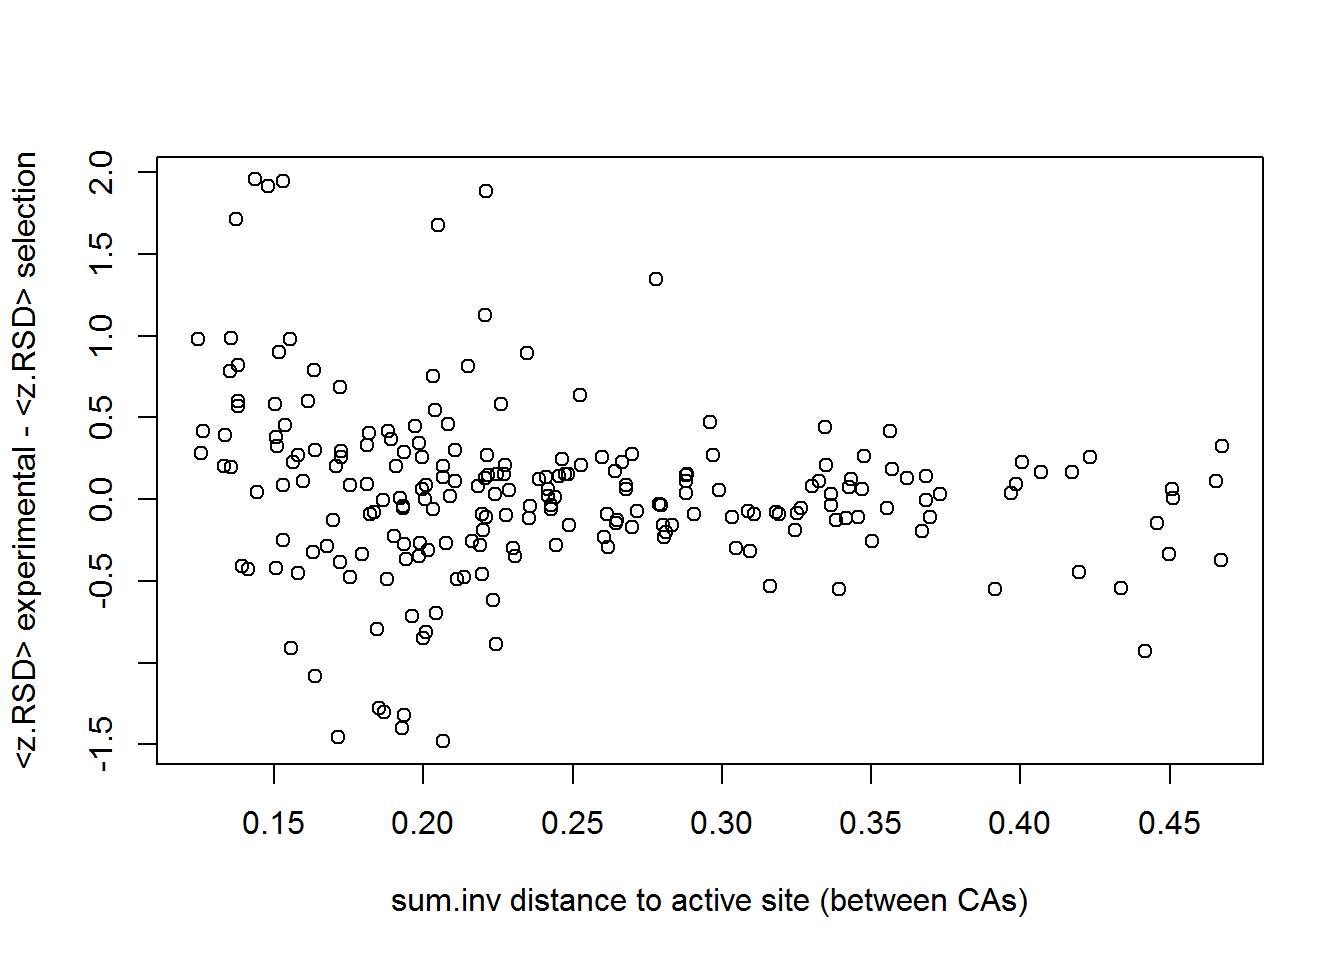 <z.RSD> experimental - <z.RSD> selection
2.0
1.5
1.0
0.5
0.0
-0.5
-1.5
0.15 0.20 0.25 0.30 0.35 0.40 0.45
sum.inv distance to active site (between CAs)